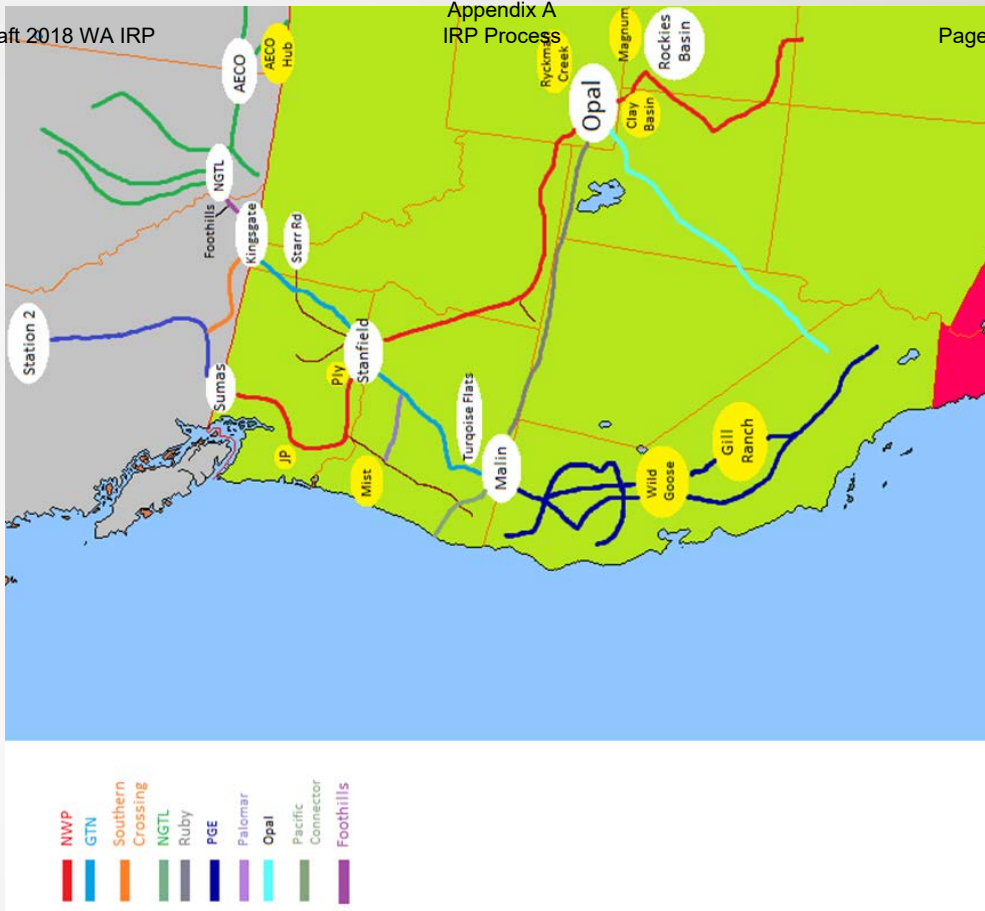 aft 2018 WA IRP
Appendix A
IRP Process
Page
Station 2
AECO
AECO
Hub
NGTL
Foothills
Kingsgate
Starr Rd
Sumas
Stanfield
Ply
JP
Mist
Turqoise Flats
Malin
Wild
Goose
Gill
Ranch
Creek
Opal
Clay
Basin
Magnum
Rockies
Basin
NWP
GTN
Southern
Crossing
NGTL
Ruby
PGE
Palomar
Opal
Pacific
Connector
Foothills